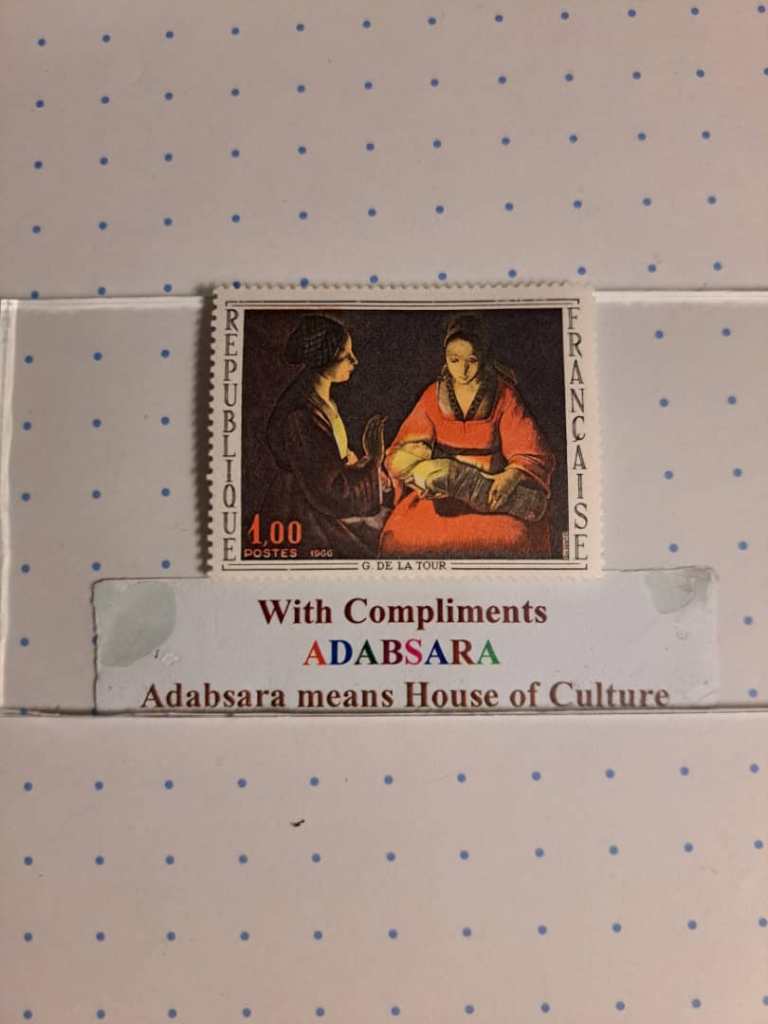 REPUBLIQUE
FRANÇAISE
1,00
POSTES 1966
G. DE LA TOUR
With Compliments
ADABSARA
Adabsara means House of Culture